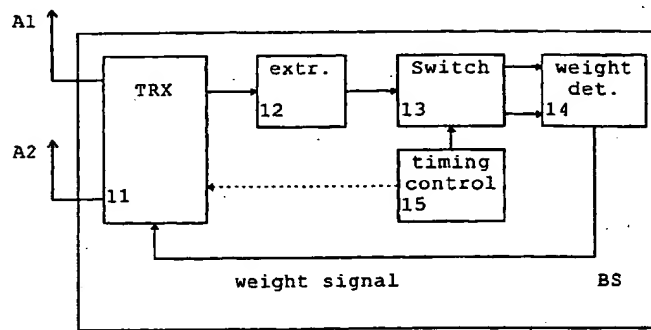 A1
TRX
extr.
12
Switch
13
weight
det.
14
A2
11
timing
control
15
weight signal
BS